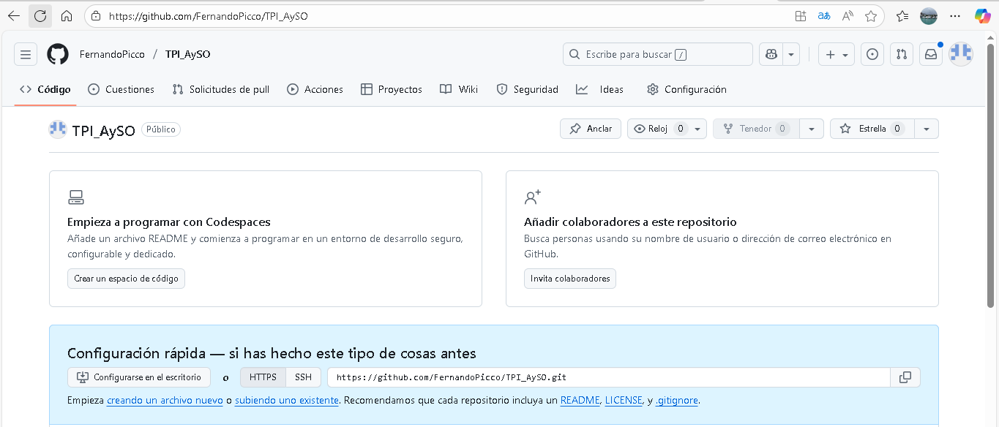 https://github.com/FernandoPicco/TPI_AySO
FernandoPicco / TPI_AySO
Escribe para buscar /
Código Cuestiones Solicitudes de pull Acciones Proyectos Wiki Seguridad Ideas Configuración
TPI_AySO Público
Anclar Reloj 0 Tenedor 0 Estrella 0
Empieza a programar con Codespaces
Añade un archivo README y comienza a programar en un entorno de desarrollo seguro,
configurable y dedicado.
Crear un espacio de código
Añadir colaboradores a este repositorio
Busca personas usando su nombre de usuario o dirección de correo electrónico en
GitHub.
Invita colaboradores
Configuración rápida — si has hecho este tipo de cosas antes
Configurarse en el escritorio o HTTPS SSH https://github.com/FernandoPicco/TPI_AySO.git
Empieza creando un archivo nuevo o subiendo uno existente. Recomendamos que cada repositorio incluya un README, LICENSE, y .gitignore.